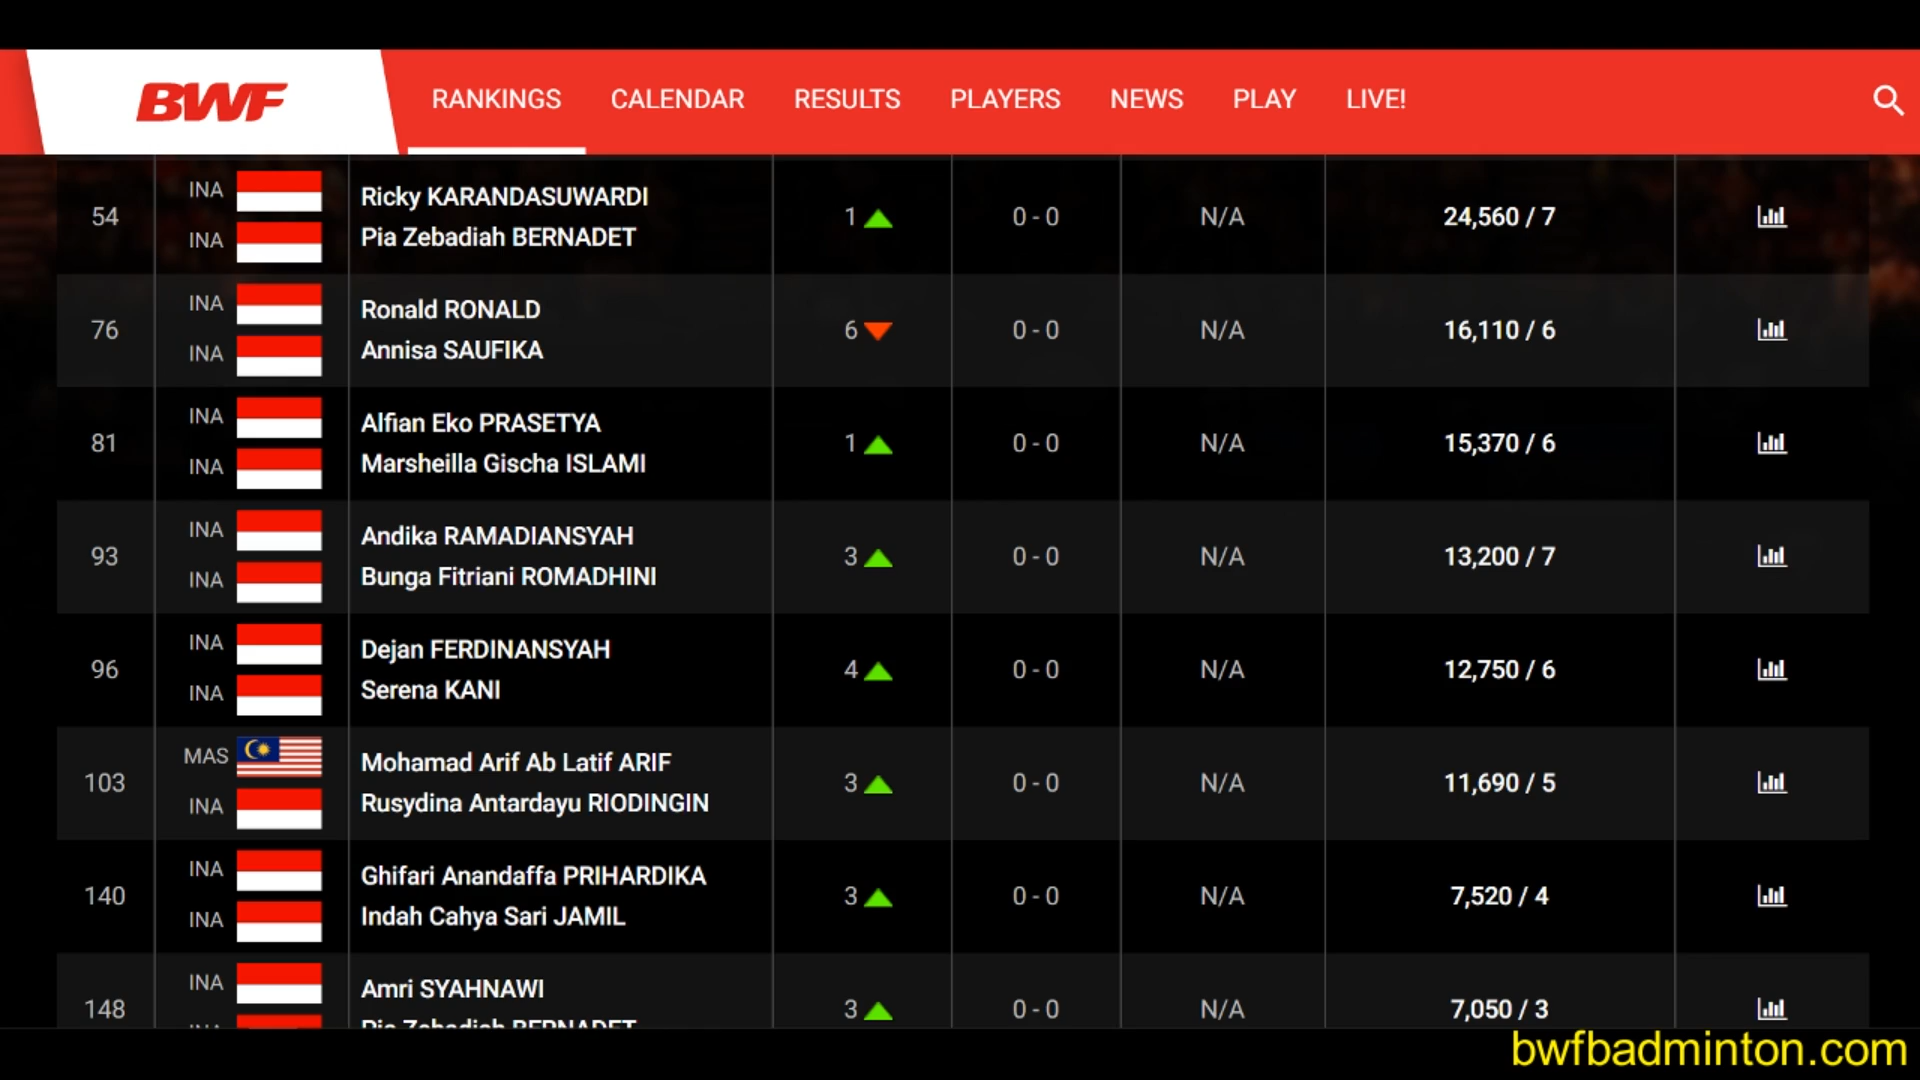 BWF RANKINGS CALENDAR RESULTS PLAYERS NEWS PLAY LIVE!
54 INA INA Ricky KARANDASUWARDI 1 0 - 0 N/A 24,560 / 7
Pia Zebadiah BERNADET
76 INA INA Ronald RONALD 6 0 - 0 N/A 16,110 / 6
Annisa SAUFIKA
81 INA INA Alfian Eko PRASETYA 1 0 - 0 N/A 15,370 / 6
Marsheilla Gischa ISLAMI
93 INA INA Andika RAMADIANSYAH 3 0 - 0 N/A 13,200 / 7
Bunga Fitriani ROMADHINI
96 INA INA Dejan FERDINANSYAH 4 0 - 0 N/A 12,750 / 6
Serena KANI
103 MAS INA Mohamad Arif Ab Latif ARIF 3 0 - 0 N/A 11,690 / 5
Rusydina Antardayu RIODINGIN
140 INA INA Ghifari Anandaffa PRIHARDIKA 3 0 - 0 N/A 7,520 / 4
Indah Cahya Sari JAMIL
148 INA INA Amri SYAHNAWI 3 0 - 0 N/A 7,050 / 3
Pia Zebadiah BERNADET
bwfbadminton.com